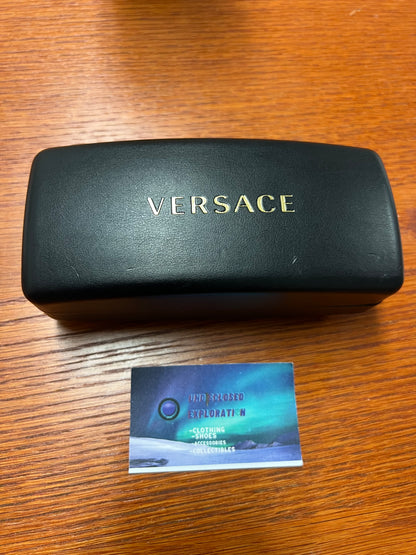 VERSACE
UNDISCLOSED
EXPLORATION
-CLOTHING
-SHOES
-ACCESSORIES
-COLLECTIBLES